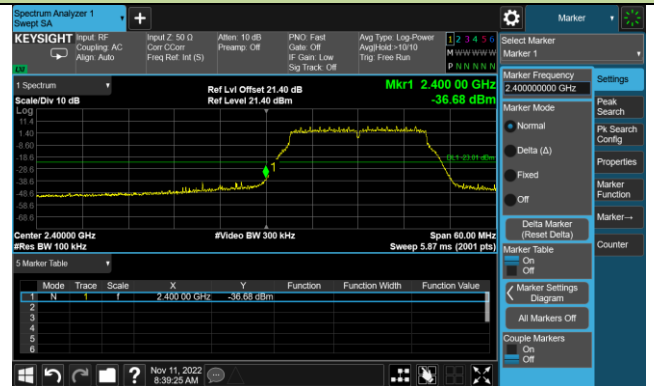 Spectrum Analyzer 1
Swept SA
+
Marker
KEYSIGHT
Input: RF
Coupling: AC
Align: Auto
Input Z: 50 Ω
Corr CCorr
Freq Ref: Int (S)
Atten: 10 dB
Preamp: Off
PNO: Fast
Gate: Off
IF Gain: Low
Sig Track: Off
Avg Type: Log-Power
Avg|Hold:>10/10
Trig: Free Run
1 2 3 4 5 6
M W W W W W
P N N N N N
Select Marker
Marker 1
1 Spectrum
Scale/Div 10 dB
Ref Lvl Offset 21.40 dB
Ref Level 21.40 dBm
Mkr1 2.400 00 GHz
-36.68 dBm
Log
11.4
1.40
-8.60
-18.6
-28.6
-38.6
-48.6
-58.6
-68.6
1
DL1 -23.01 dBm
Center 2.40000 GHz
#Res BW 100 kHz
#Video BW 300 kHz
Span 60.00 MHz
Sweep 5.87 ms (2001 pts)
5 Marker Table
Mode Trace Scale X Y Function Function Width Function Value
1 N 1 f 2.400 00 GHz -36.68 dBm
2
3
4
5
6
Marker Frequency
2.400000000 GHz
Marker Mode
Normal
Delta (Δ)
Fixed
Off
Delta Marker
(Reset Delta)
Marker Table
On
Off
Marker Settings
Diagram
All Markers Off
Couple Markers
On
Off
Settings
Peak
Search
Pk Search
Config
Properties
Marker
Function
Marker→
Counter
?
Nov 11, 2022
8:39:25 AM